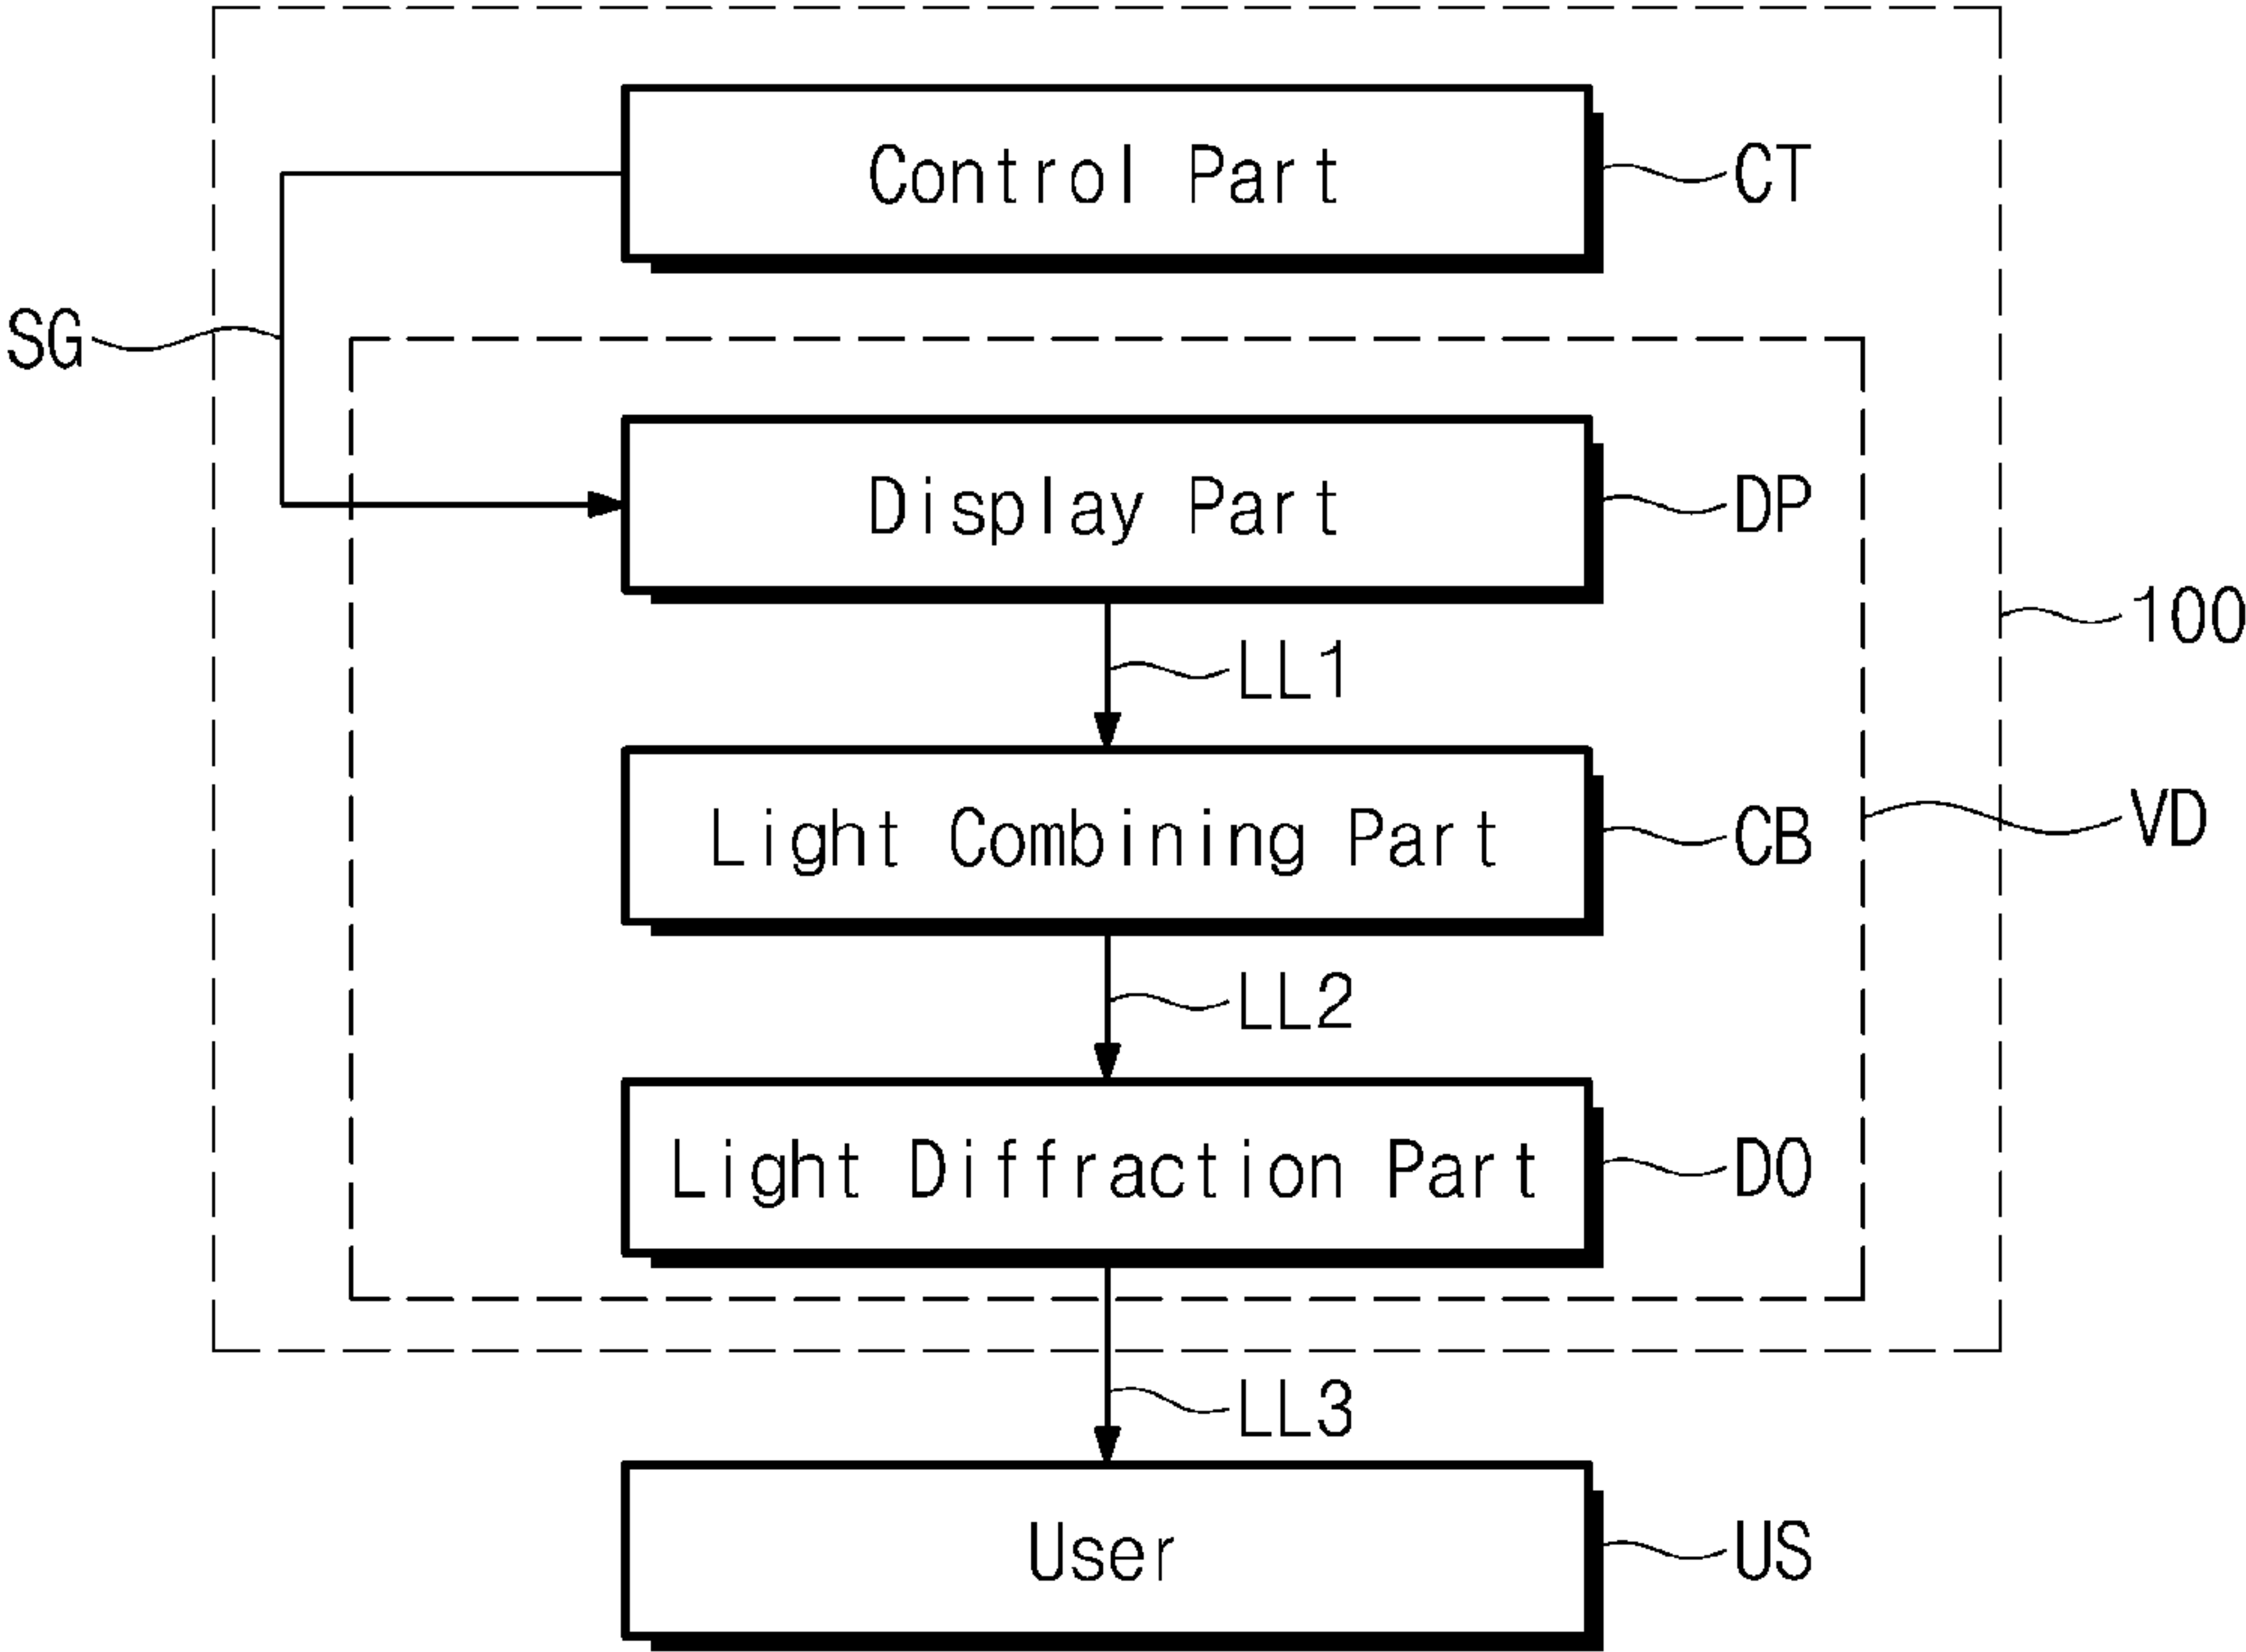 Control Part
CT
SG
Display Part
DP
100
LL1
Light Combining Part
CB
VD
LL2
Light Diffraction Part
DO
LL3
User
US